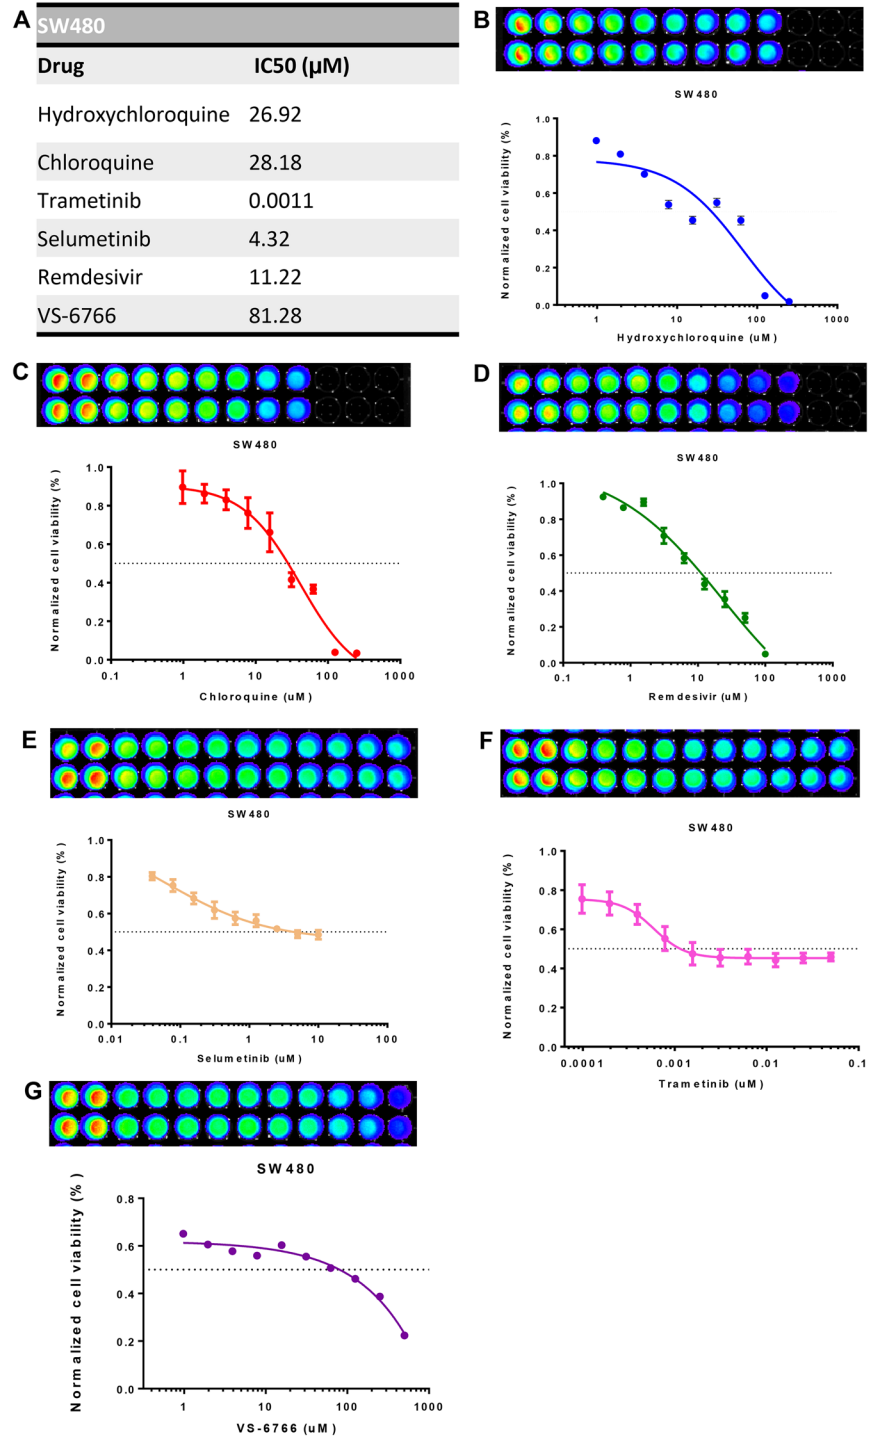 A
SW480
Drug IC50 (µM)
Hydroxychloroquine 26.92
Chloroquine 28.18
Trametinib 0.0011
Selumetinib 4.32
Remdesivir 11.22
VS-6766 81.28
B
SW480
Normalized cell viability (%)
1.0
0.8
0.6
0.4
0.2
0.0
1 10 100 1000
Hydroxychloroquine (uM)
C
SW480
Normalized cell viability (%)
1.0
0.8
0.6
0.4
0.2
0.0
0.1 1 10 100 1000
Chloroquine (uM)
D
SW480
Normalized cell viability (%)
1.0
0.8
0.6
0.4
0.2
0.0
0.1 1 10 100 1000
Remdesivir (uM)
E
SW480
Normalized cell viability (%)
1.0
0.8
0.6
0.4
0.2
0.0
0.01 0.1 1 10 100
Selumetinib (uM)
F
SW480
Normalized cell viability (%)
1.0
0.8
0.6
0.4
0.2
0.0
0.0001 0.001 0.01 0.1
Trametinib (uM)
G
SW480
Normalized cell viability (%)
0.8
0.6
0.4
0.2
0.0
1 10 100 1000
VS-6766 (uM)